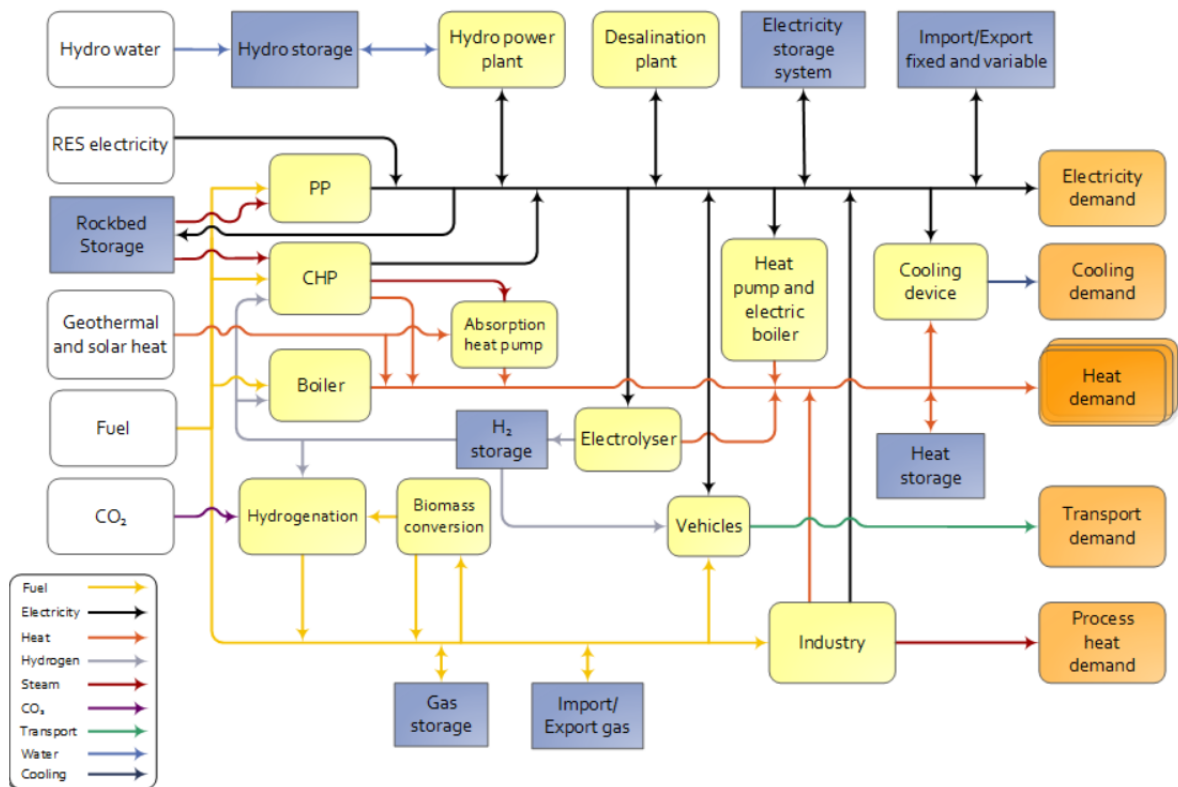 Hydro water
Hydro storage
Hydro power
plant
Desalination
plant
Electricity
storage
system
Import/Export
fixed and variable
RES electricity
PP
Electricity
demand
Rockbed
Storage
CHP
Heat
pump and
electric
boiler
Cooling
device
Cooling
demand
Geothermal
and solar heat
Absorption
heat pump
Boiler
Heat
demand
Fuel
H₂
storage
Electrolyser
Heat
storage
CO₂
Hydrogenation
Biomass
conversion
Vehicles
Transport
demand
Fuel
Electricity
Heat
Hydrogen
Steam
CO₂
Transport
Water
Cooling
Industry
Process
heat
demand
Gas
storage
Import/
Export gas